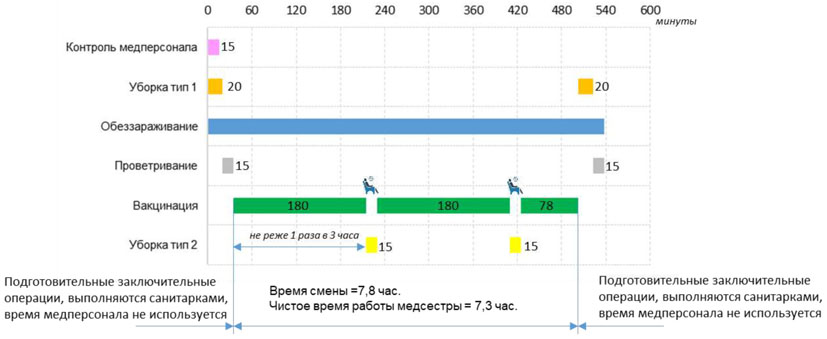 0 60 120 180 240 300 360 420 480 540 600
минуты
Контроль медперсонала 15
Уборка тип 1 20 20
Обеззараживание
Проветривание 15 15
Вакцинация 180 180 78
не реже 1 раза в 3 часа
Уборка тип 2 15 15
Подготовительные заключительные
операции, выполняются санитарками,
время медперсонала не используется
Время смены =7,8 час.
Чистое время работы медсестры = 7,3 час.
Подготовительные заключительные
операции, выполняются санитарками,
время медперсонала не используется